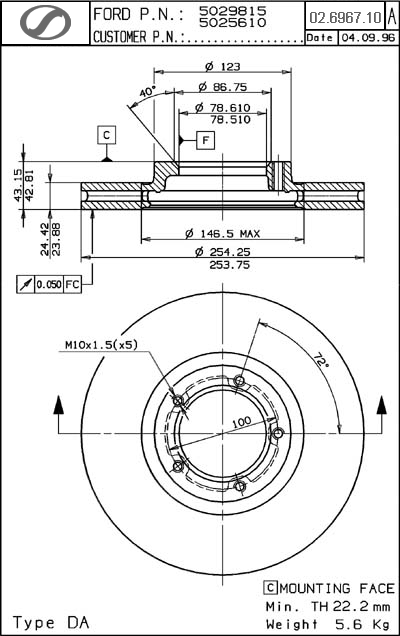 FORD P.N.: 5029815
5025610
CUSTOMER P.N.:......................
02.6967.10
A
Date 04.09.96
Ø 123
40°
Ø 86.75
Ø 78.610
78.510
C
F
43.15
42.81
24.42
23.88
Ø 146.5 MAX
Ø 254.25
253.75
0.050 FC
M10x1.5(x5)
72°
100
C MOUNTING FACE
Min. TH 22.2 mm
Type DA
Weight 5.6 Kg